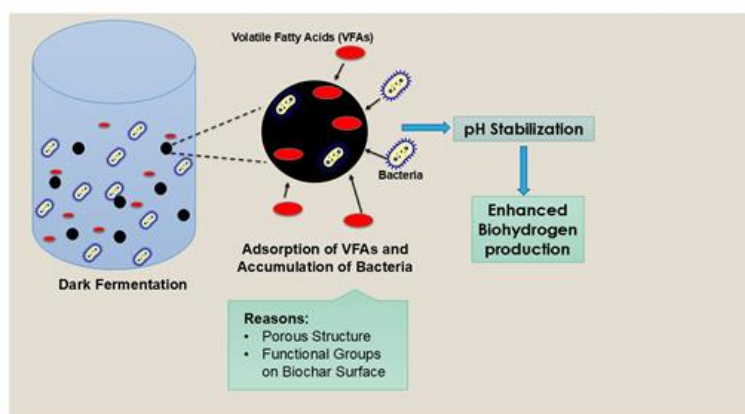 Volatile Fatty Acids (VFAs)
pH Stabilization
Bacteria
Enhanced
Biohydrogen
production
Adsorption of VFAs and
Accumulation of Bacteria
Dark Fermentation
Reasons:
• Porous Structure
• Functional Groups
on Biochar Surface